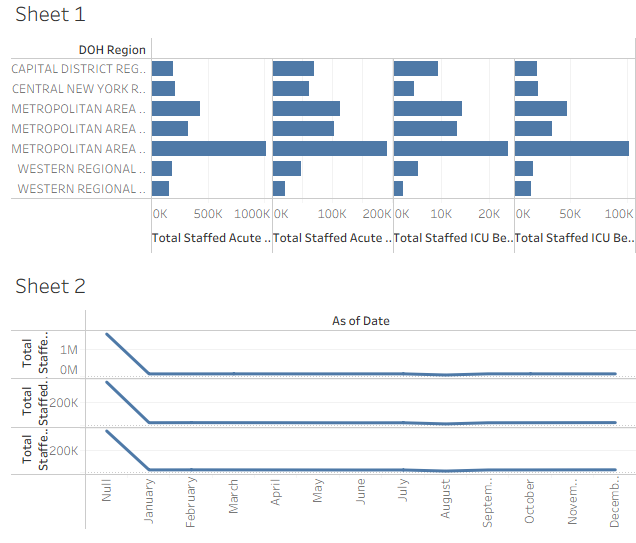 Sheet 1
DOH Region
CAPITAL DISTRICT REG..
CENTRAL NEW YORK R..
METROPOLITAN AREA ..
METROPOLITAN AREA ..
METROPOLITAN AREA ..
WESTERN REGIONAL ..
WESTERN REGIONAL ..
0K 500K 1000K 0K 100K 200K 0K 10K 20K 0K 50K 100K
Total Staffed Acute .. Total Staffed Acute .. Total Staffed ICU Be.. Total Staffed ICU Be..
Sheet 2
As of Date
Total Staffe..
1M
0M
Total Staffed..
200K
Total Staffe..
200K
Null January February March April May June July August Septem.. October Novem.. Decemb..